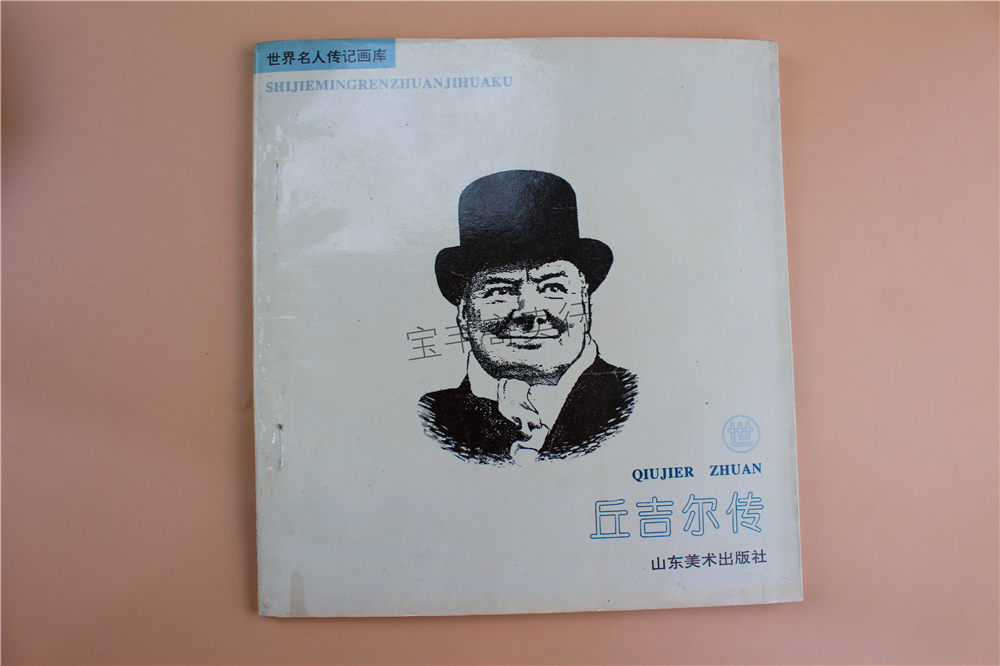 世界名人传记画库
SHIJIEMINGRENZHUANJIHUAKU
世
QIUJIER ZHUAN
丘吉尔传
山东美术出版社